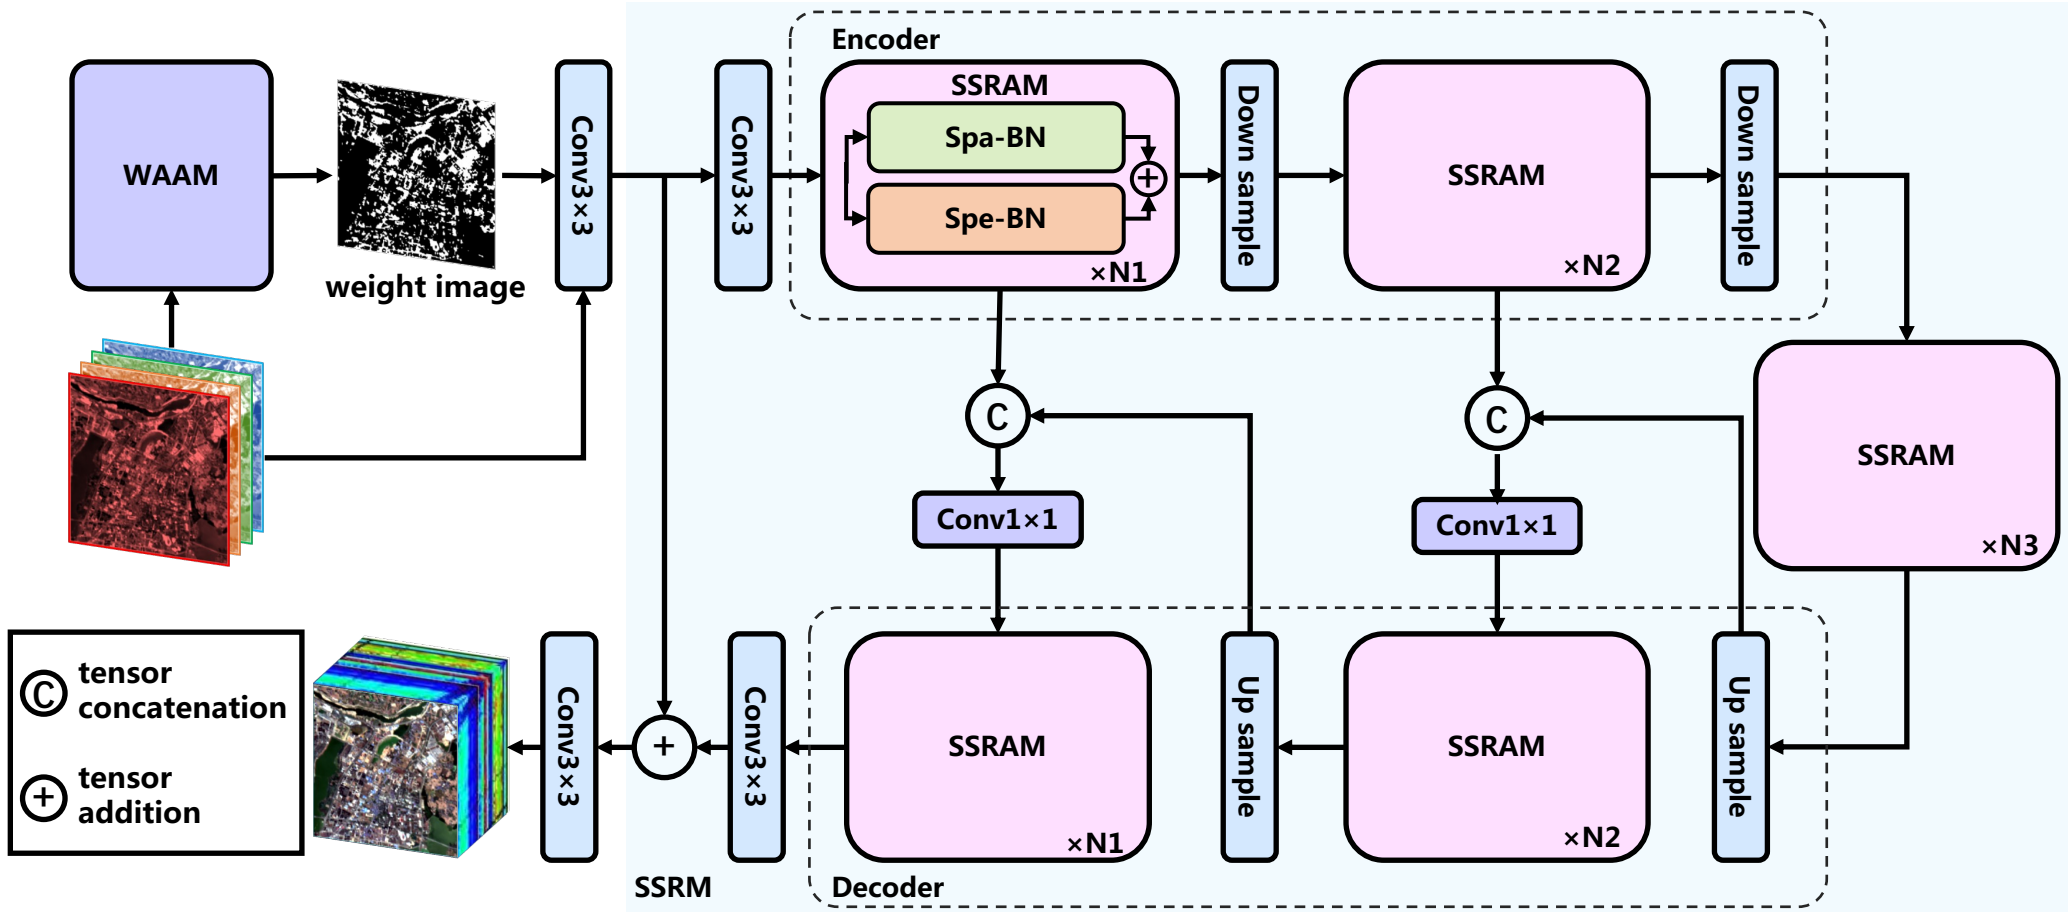 Encoder
WAAM
weight image
Conv3×3
Conv3×3
SSRAM
Spa-BN
+
Spe-BN
×N1
Down sample
SSRAM
×N2
Down sample
C
C
SSRAM
×N3
Conv1×1
Conv1×1
C tensor
concatenation
+ tensor
addition
Conv3×3
+
Conv3×3
SSRAM
×N1
Up sample
SSRAM
×N2
Up sample
SSRM
Decoder